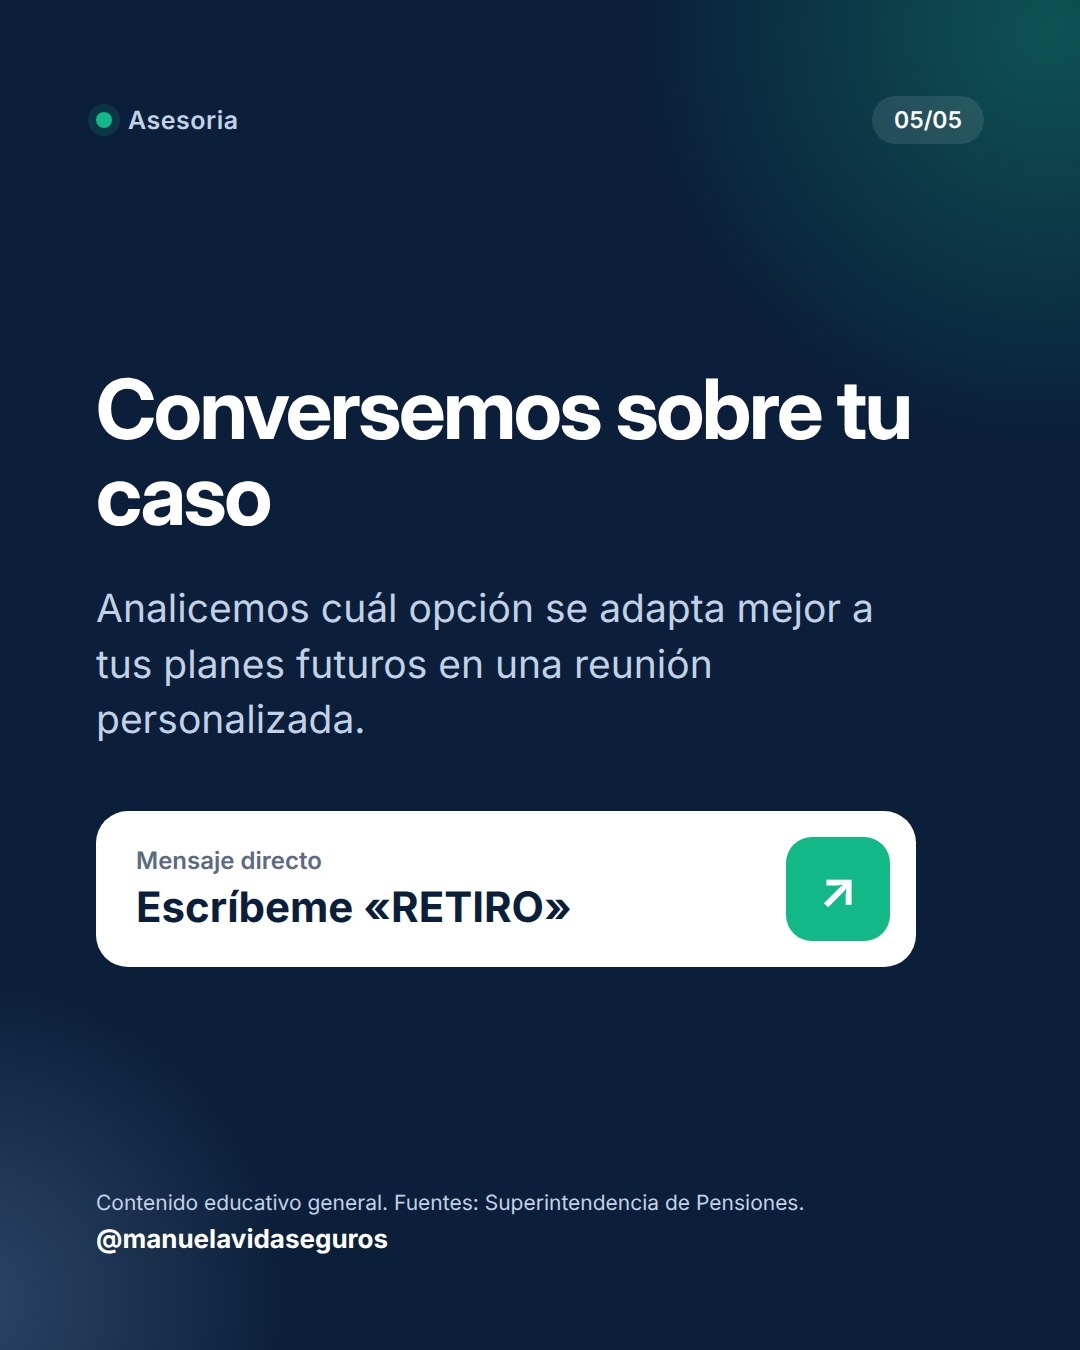 Asesoria
05/05
Conversemos sobre tu
caso
Analicemos cuál opción se adapta mejor a
tus planes futuros en una reunión
personalizada.
Mensaje directo
Escríbeme «RETIRO»
Contenido educativo general. Fuentes: Superintendencia de Pensiones.
@manuelavidaseguros